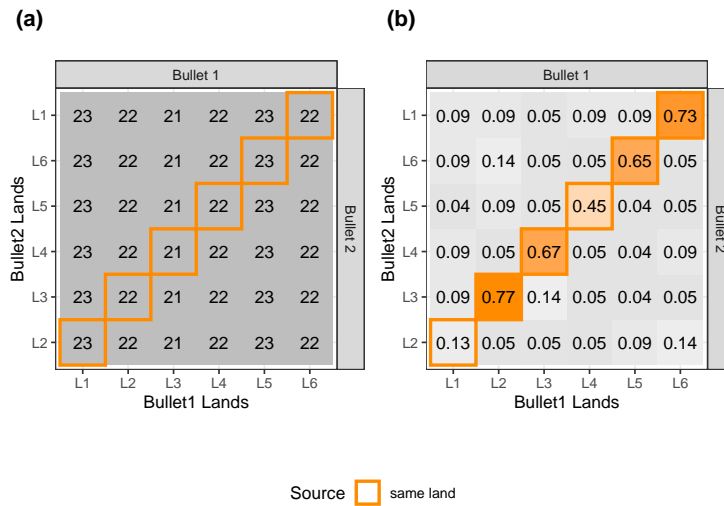 (a)
Bullet 1
L1 23 22 21 22 23 22
L6 23 22 21 22 23 22
L5 23 22 21 22 23 22
L4 23 22 21 22 23 22
L3 23 22 21 22 23 22
L2 23 22 21 22 23 22
L1 L2 L3 L4 L5 L6
Bullet1 Lands
Bullet2 Lands
Bullet 2
(b)
Bullet 1
L1 0.09 0.09 0.05 0.09 0.09 0.73
L6 0.09 0.14 0.05 0.05 0.65 0.05
L5 0.04 0.09 0.05 0.45 0.04 0.05
L4 0.09 0.05 0.67 0.05 0.04 0.09
L3 0.09 0.77 0.14 0.05 0.04 0.05
L2 0.13 0.05 0.05 0.05 0.09 0.14
L1 L2 L3 L4 L5 L6
Bullet1 Lands
Bullet2 Lands
Bullet 2
Source same land